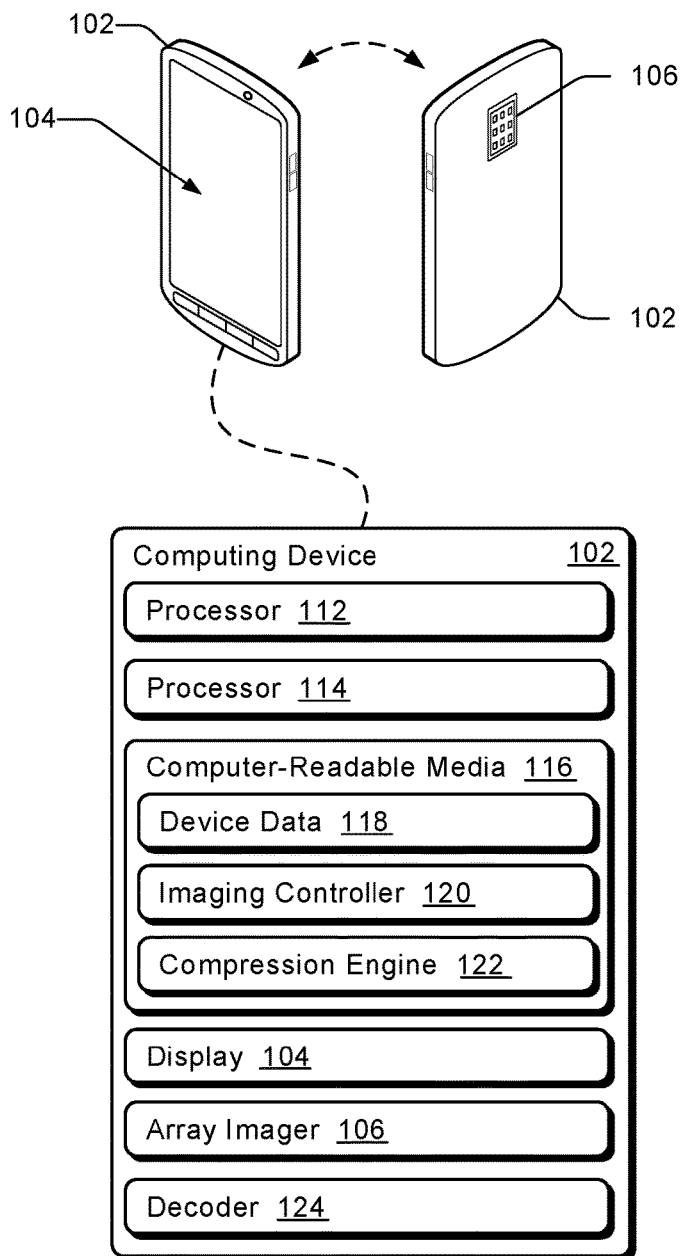 102
104
106
102
Computing Device 102
Processor 112
Processor 114
Computer-Readable Media 116
Device Data 118
Imaging Controller 120
Compression Engine 122
Display 104
Array Imager 106
Decoder 124